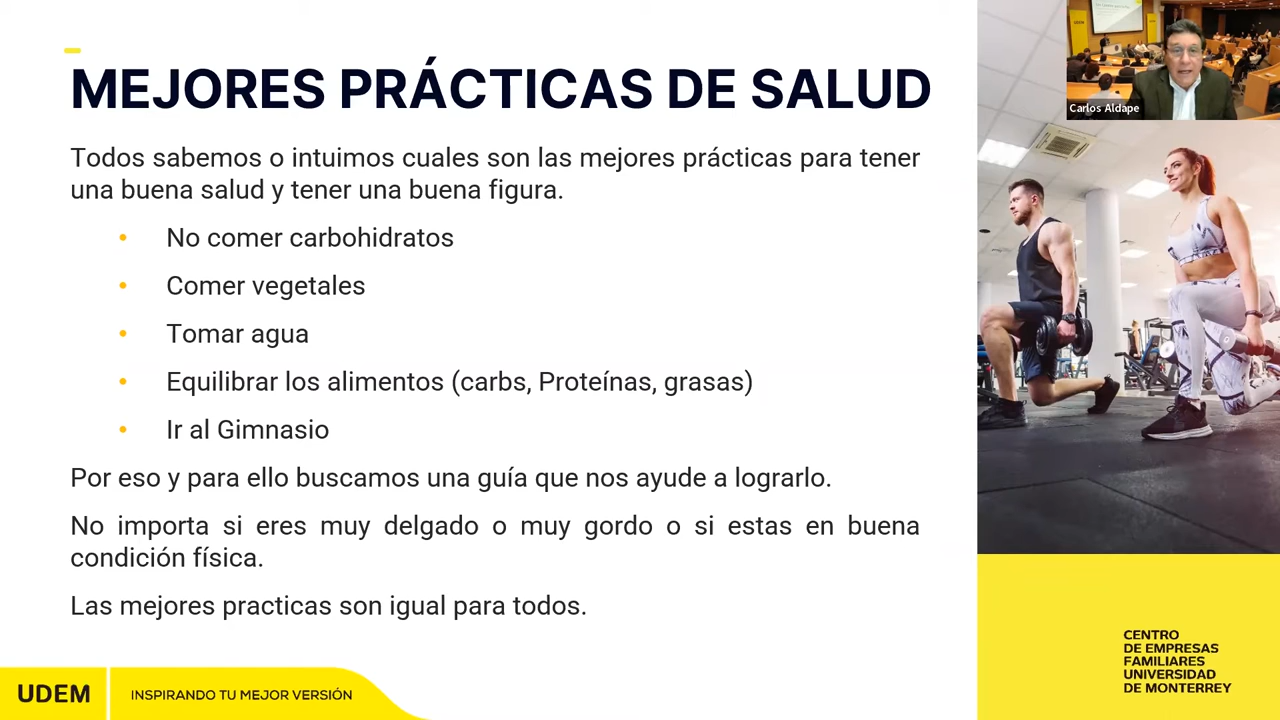 MEJORES PRÁCTICAS DE SALUD
Todos sabemos o intuimos cuales son las mejores prácticas para tener
una buena salud y tener una buena figura.
• No comer carbohidratos
• Comer vegetales
• Tomar agua
• Equilibrar los alimentos (carbs, Proteínas, grasas)
• Ir al Gimnasio
Por eso y para ello buscamos una guía que nos ayude a lograrlo.
No importa si eres muy delgado o muy gordo o si estas en buena
condición física.
Las mejores practicas son igual para todos.
UDEM
INSPIRANDO TU MEJOR VERSIÓN
Carlos Aldape
CENTRO
DE EMPRESAS
FAMILIARES
UNIVERSIDAD
DE MONTERREY